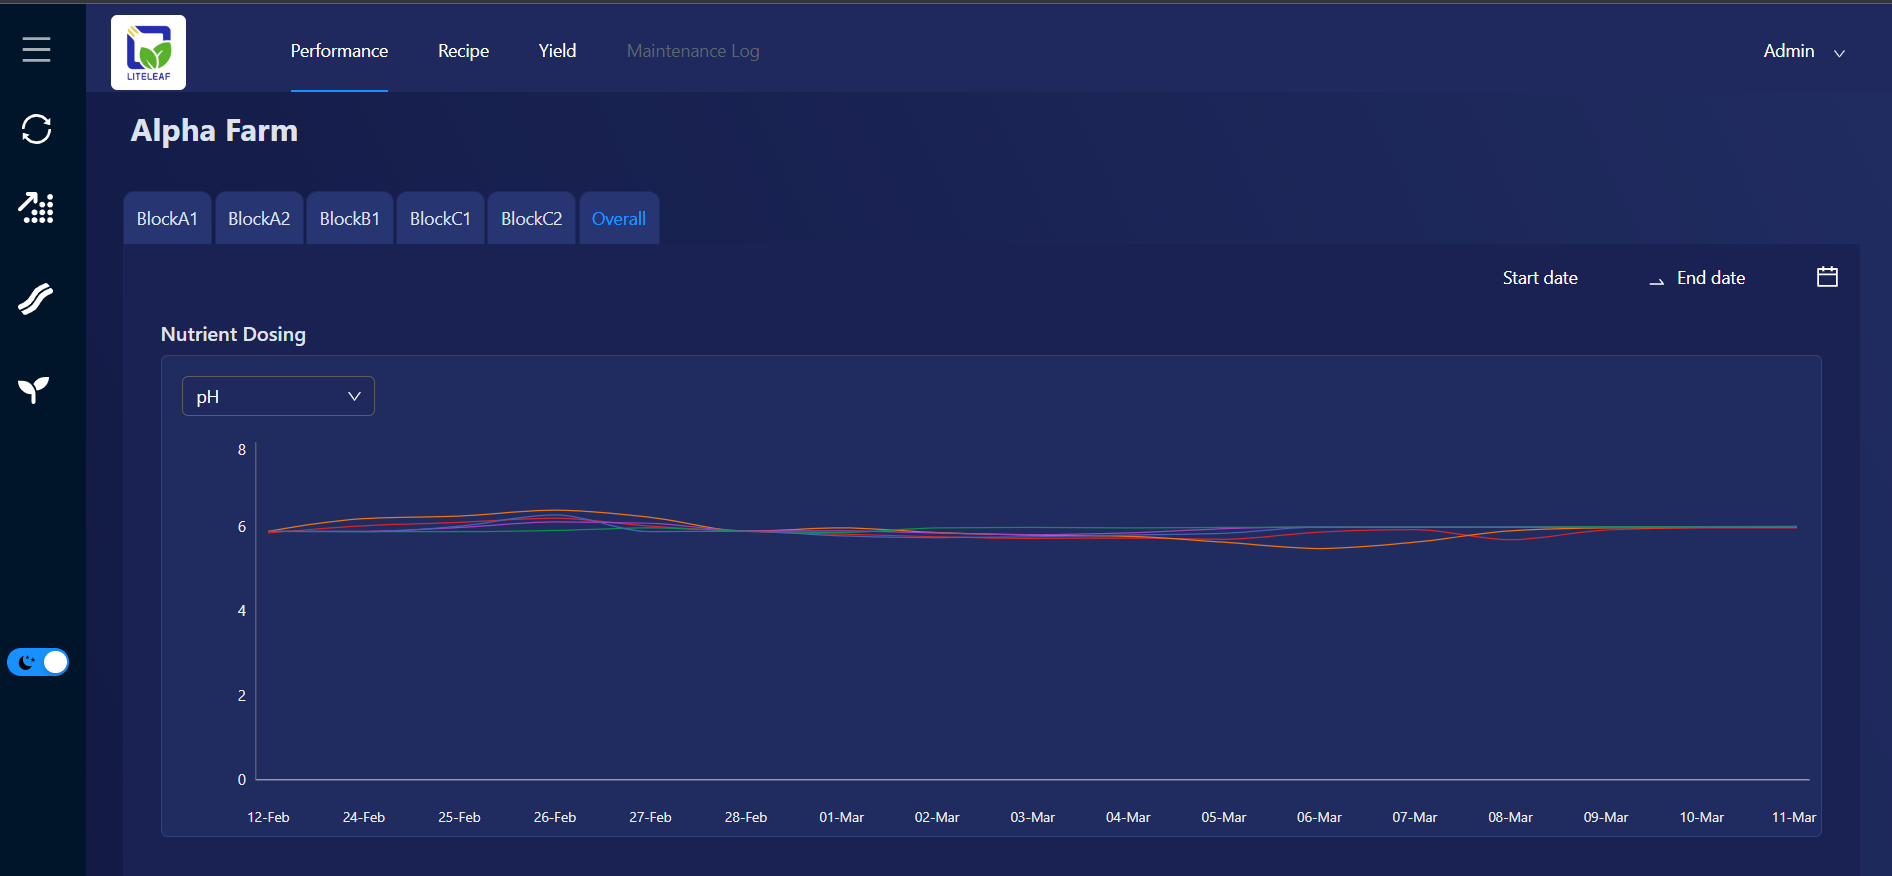 LITELEAF
Performance Recipe Yield Maintenance Log Admin
Alpha Farm
BlockA1 BlockA2 BlockB1 BlockC1 BlockC2 Overall
Start date End date
Nutrient Dosing
pH
8
6
4
2
0
12-Feb 24-Feb 25-Feb 26-Feb 27-Feb 28-Feb 01-Mar 02-Mar 03-Mar 04-Mar 05-Mar 06-Mar 07-Mar 08-Mar 09-Mar 10-Mar 11-Mar